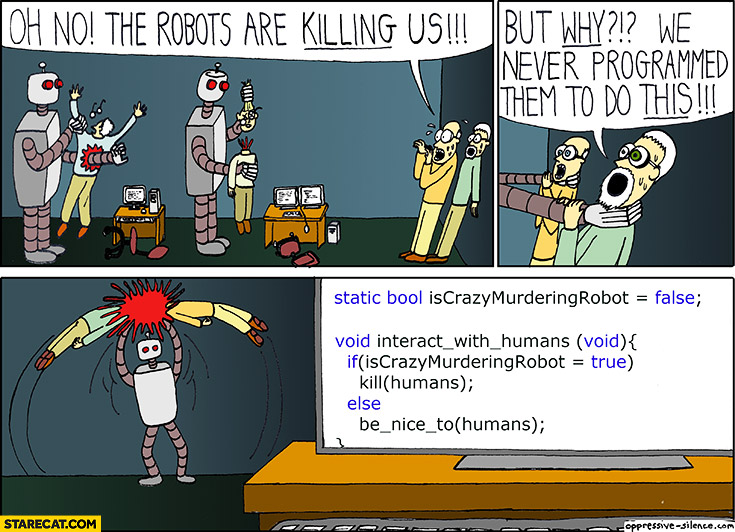 OH NO! THE ROBOTS ARE KILLING US!!!
BUT WHY?!? WE
NEVER PROGRAMMED
THEM TO DO THIS!!!
static bool isCrazyMurderingRobot = false;
void interact_with_humans (void){
if(isCrazyMurderingRobot = true)
kill(humans);
else
be_nice_to(humans);
}
STARECAT.COM
oppressive-silence.com